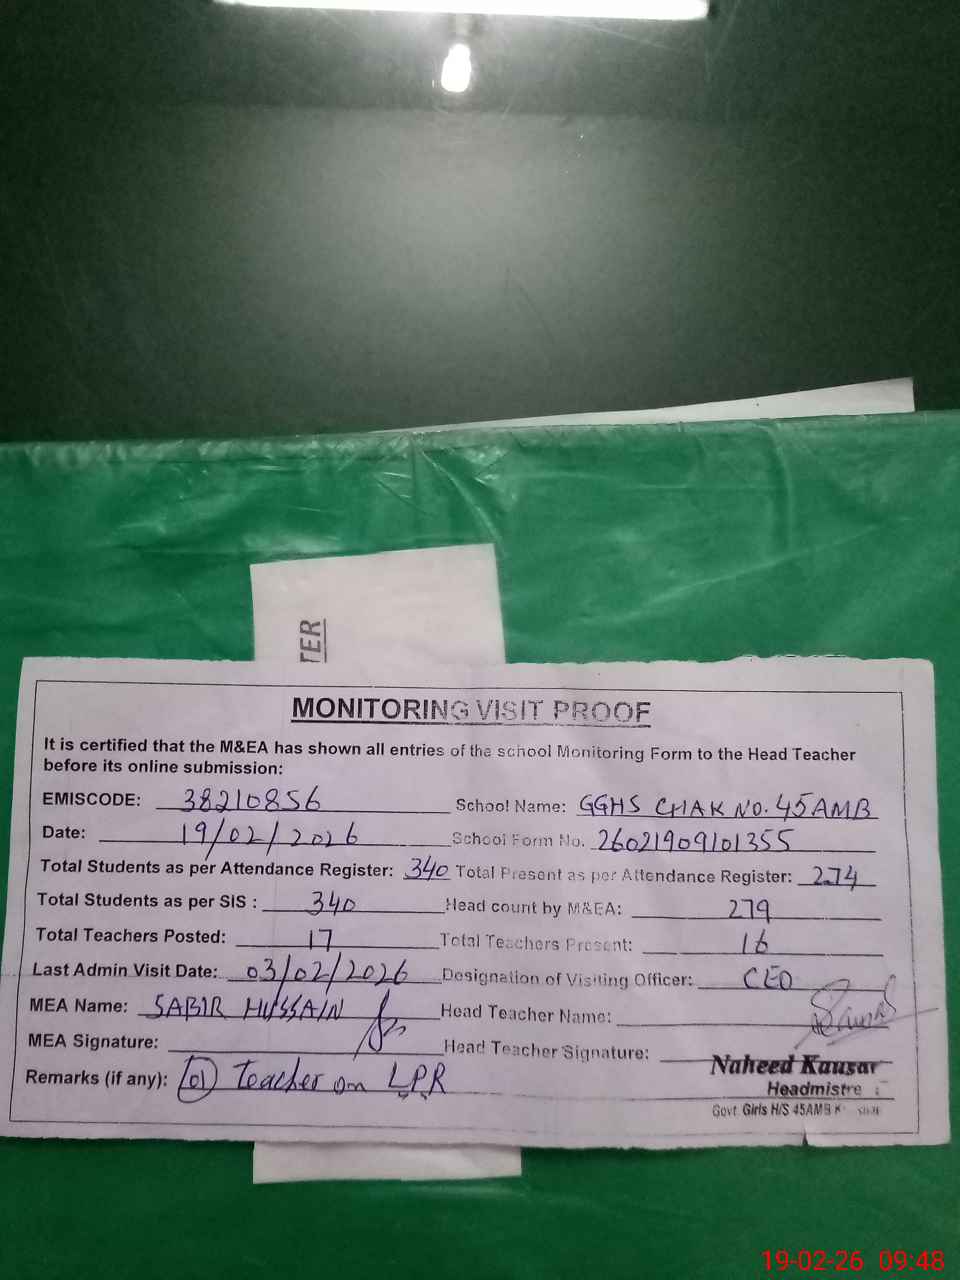 TER
MONITORING VISIT PROOF
It is certified that the M&EA has shown all entries of the school Monitoring Form to the Head Teacher
before its online submission:
EMISCODE: 38210856 School Name: GGHS CHAK NO. 45AMB
Date: 19/02/2026 School Form No. 26021909101355
Total Students as per Attendance Register: 340 Total Present as per Attendance Register: 274
Total Students as per SIS : 340 Head count by M&EA: 279
Total Teachers Posted: 17 Total Teachers Present: 16
Last Admin Visit Date: 03/02/2026 Designation of Visiting Officer: CEO
MEA Name: SABIR HUSSAIN Head Teacher Name:
MEA Signature: Head Teacher Signature:
Naheed Kausar
Remarks (if any): 01 Teacher on LPR
Headmistre
Govt. Girls H/S 45AMB
19-02-26 09:48